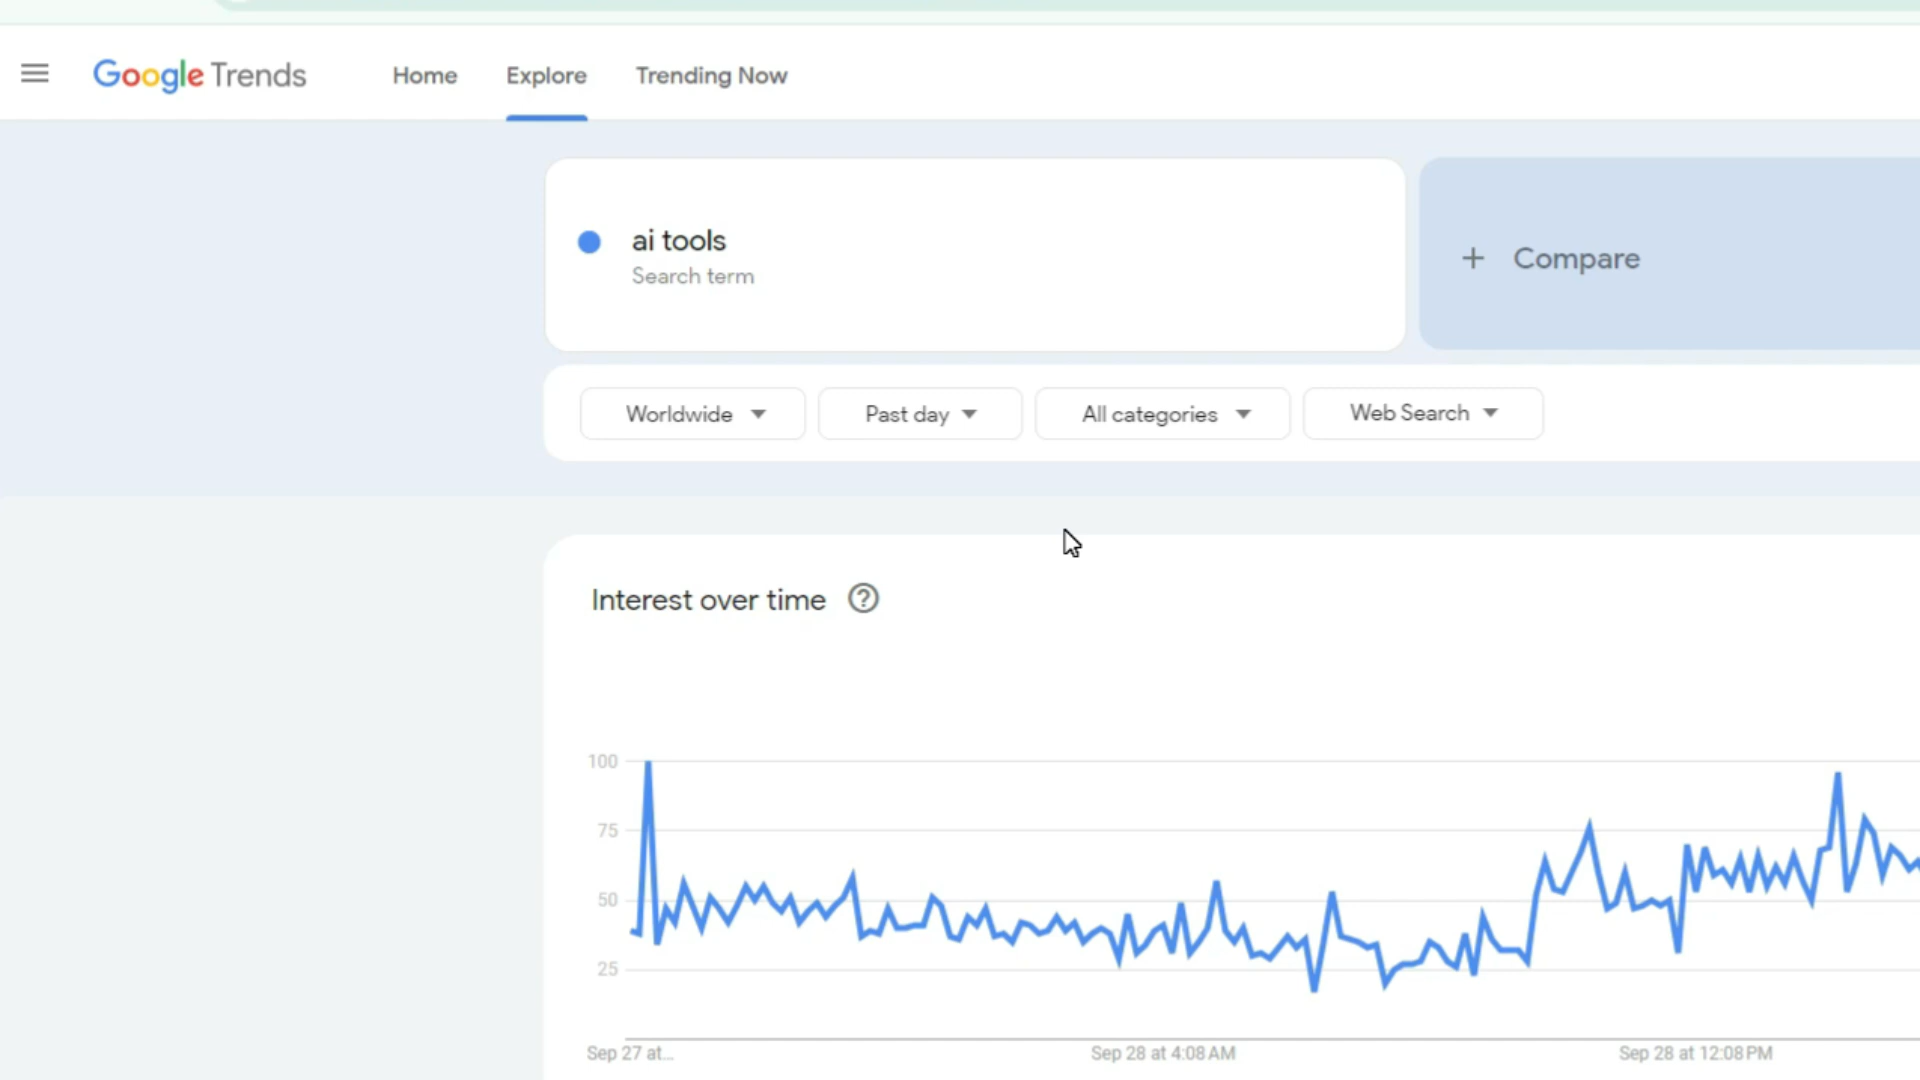 Google Trends Home Explore Trending Now
ai tools
Search term
+ Compare
Worldwide Past day All categories Web Search
Interest over time ?
100
75
50
25
Sep 27 at... Sep 28 at 4:08 AM Sep 28 at 12:08 PM